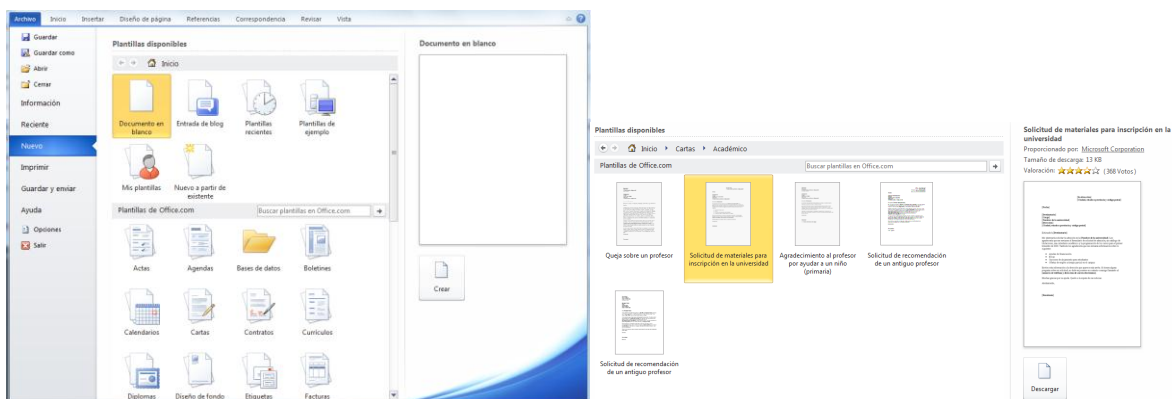 Archivo Inicio Insertar Diseño de página Referencias Correspondencia Revisar Vista
Guardar
Guardar como
Abrir
Cerrar
Información
Reciente
Nuevo
Imprimir
Guardar y enviar
Ayuda
Opciones
Salir
Plantillas disponibles
Inicio
Documento en blanco
Entrada de blog
Plantillas recientes
Plantillas de ejemplo
Mis plantillas
Nuevo a partir de existente
Plantillas de Office.com
Buscar plantillas en Office.com
Actas
Agendas
Bases de datos
Boletines
Calendarios
Cartas
Contratos
Currículos
Diplomas
Diseño de fondo
Etiquetas
Facturas
Documento en blanco
Crear
Plantillas disponibles
Inicio Cartas Académico
Plantillas de Office.com
Buscar plantillas en Office.com
Queja sobre un profesor
Solicitud de materiales para
inscripción en la universidad
Agradecimiento al profesor
por ayudar a un niño
(primaria)
Solicitud de recomendación
de un antiguo profesor
Solicitud de recomendación
de un antiguo profesor
Solicitud de materiales para inscripción en la
universidad
Proporcionado por: Microsoft Corporation
Tamaño de descarga: 13 KB
Valoración: (368 Votos)
Descargar